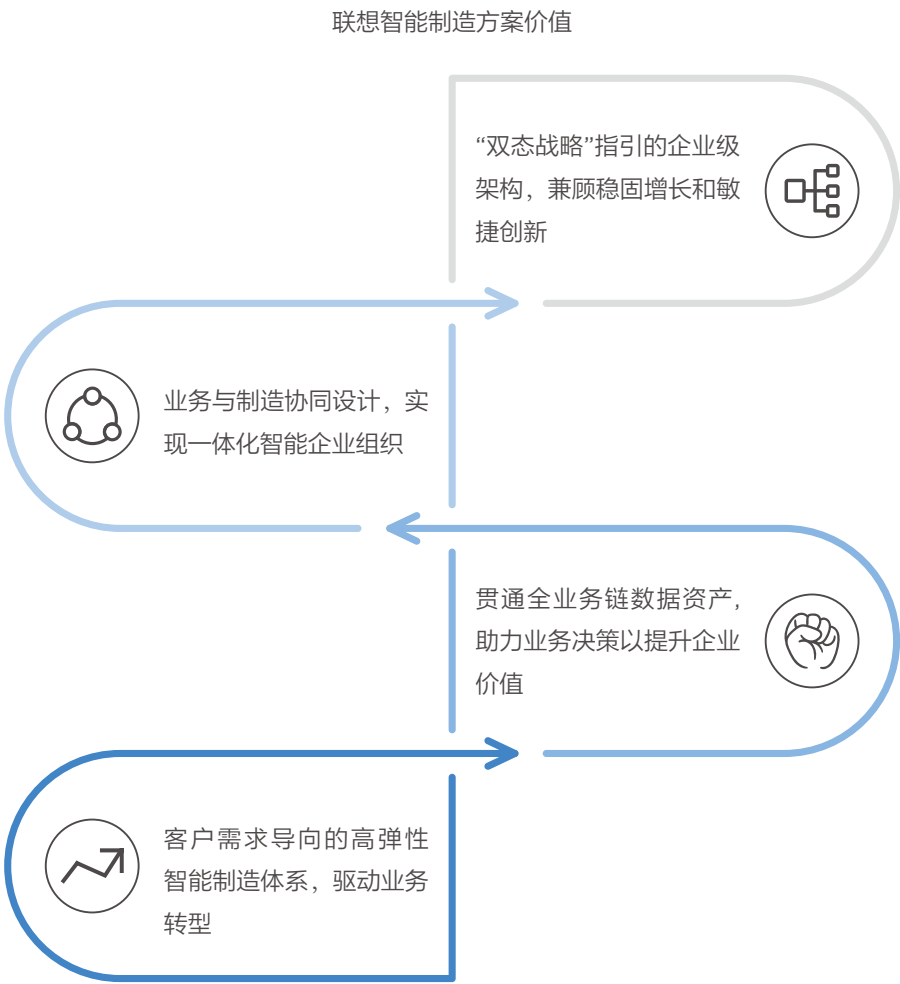 联想智能制造方案价值
“双态战略”指引的企业级
架构，兼顾稳固增长和敏
捷创新
业务与制造协同设计，实
现一体化智能企业组织
贯通全业务链数据资产,
助力业务决策以提升企业
价值
客户需求导向的高弹性
智能制造体系，驱动业务
转型